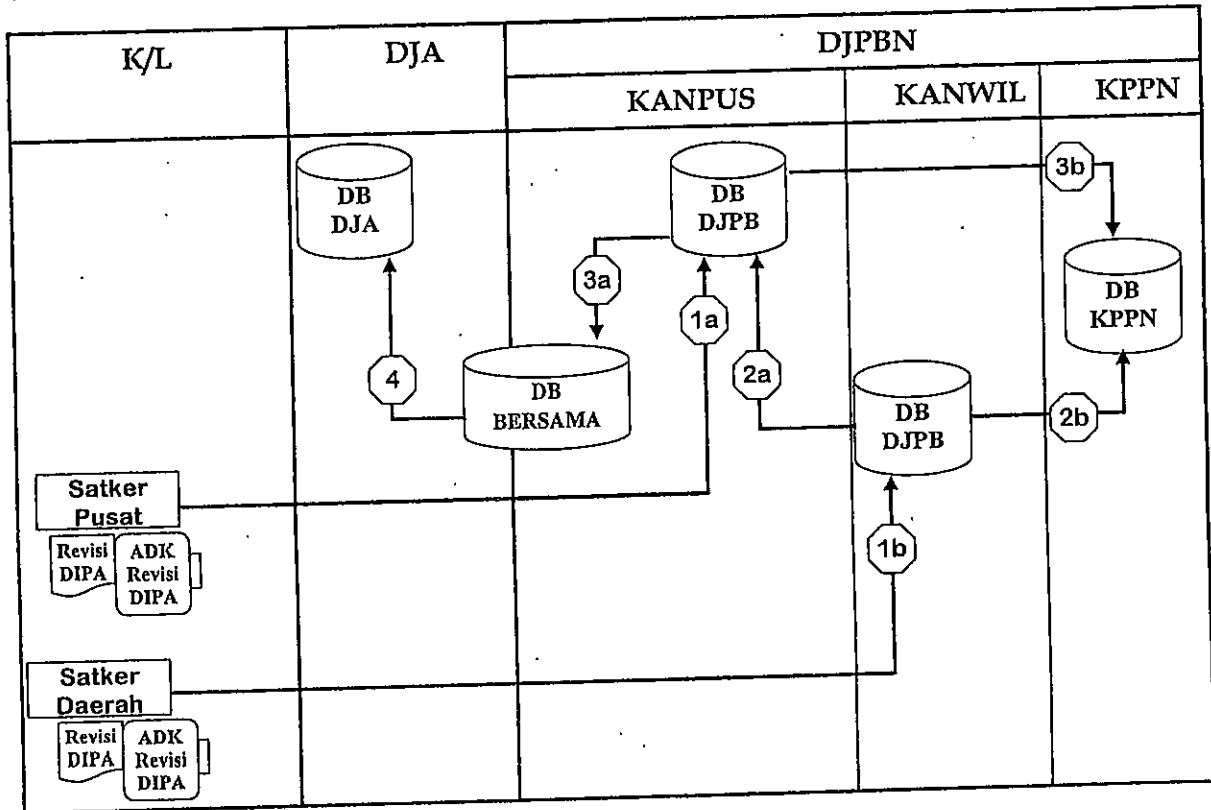 K/L
DJA
DJPBN
KANPUS
KANWIL
KPPN
DB
DJA
DB
DJPB
3b
3a
1a
DB
KPPN
4
DB
BERSAMA
2a
DB
DJPB
2b
Satker
Pusat
Revisi
DIPA
ADK
Revisi
DIPA
1b
Satker
Daerah
Revisi
DIPA
ADK
Revisi
DIPA